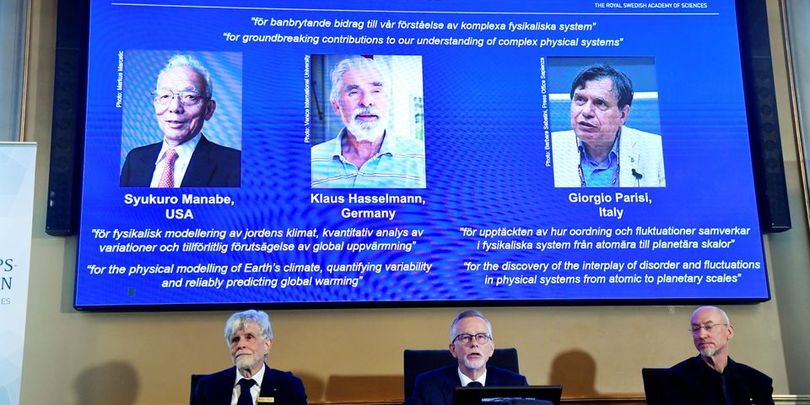 THE ROYAL SWEDISH ACADEMY OF SCIENCES
"för banbrytande bidrag till vår förståelse av komplexa fysikaliska system"
"for groundbreaking contributions to our understanding of complex physical systems"
Photo: Markus Marcetic
Photo: Venice International University
Photo: Barbara Sabatini, Press Office Sapienza
Syukuro Manabe,
USA
Klaus Hasselmann,
Germany
Giorgio Parisi,
Italy
"för fysikalisk modellering av jordens klimat, kvantitativ analys av
variationer och tillförlitlig förutsägelse av global uppvärmning"
"for the physical modelling of Earth's climate, quantifying variability
and reliably predicting global warming"
"för upptäckten av hur oordning och fluktuationer samverkar
i fysikaliska system från atomära till planetära skalor"
"for the discovery of the interplay of disorder and fluctuations
in physical systems from atomic to planetary scales"